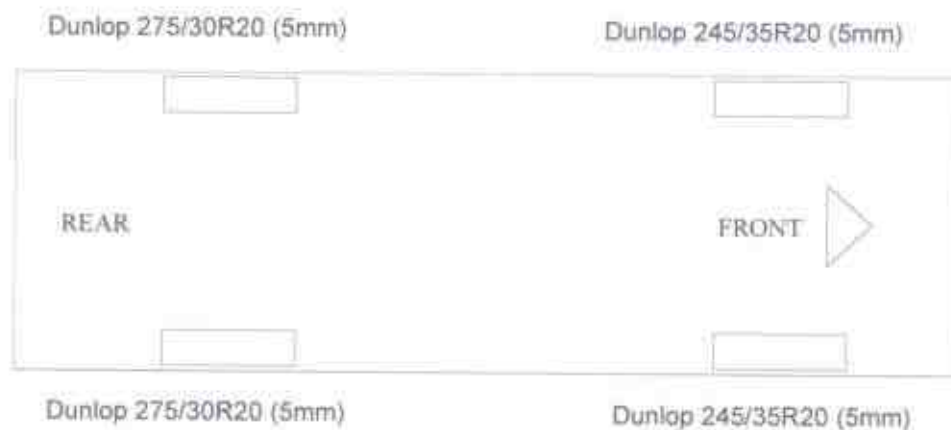 Dunlop 275/30R20 (5mm)
Dunlop 245/35R20 (5mm)
REAR
FRONT
Dunlop 275/30R20 (5mm)
Dunlop 245/35R20 (5mm)